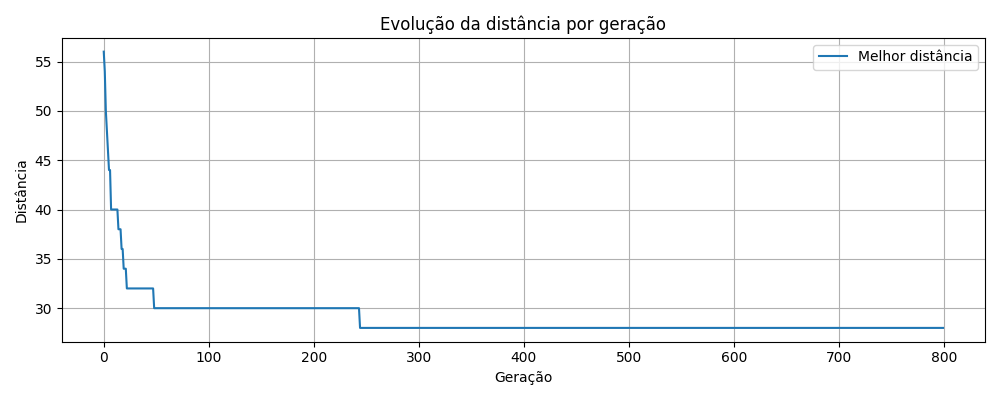 Evolução da distância por geração
Melhor distância
Distância
55
50
45
40
35
30
0 100 200 300 400 500 600 700 800
Geração